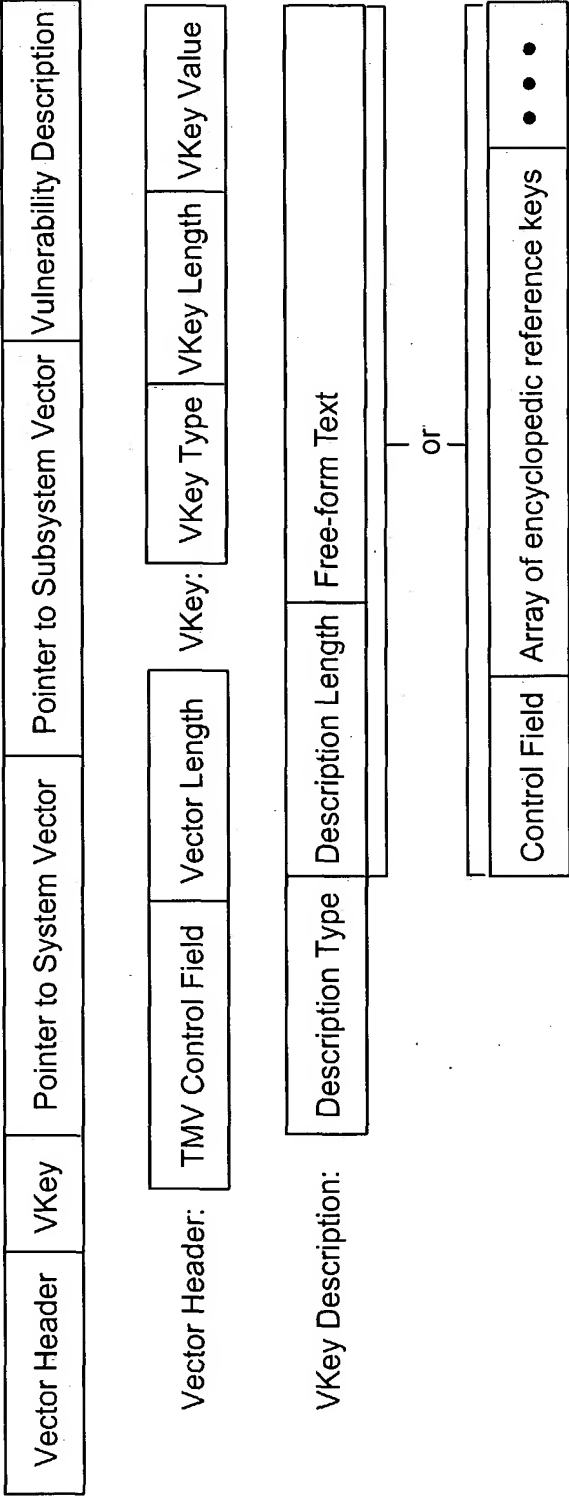 Vector Header VKey Pointer to System Vector Pointer to Subsystem Vector Vulnerability Description
Vector Header: TMV Control Field Vector Length VKey: VKey Type VKey Length VKey Value
VKey Description: Description Type Description Length Free-form Text
or
Control Field Array of encyclopedic reference keys • • •